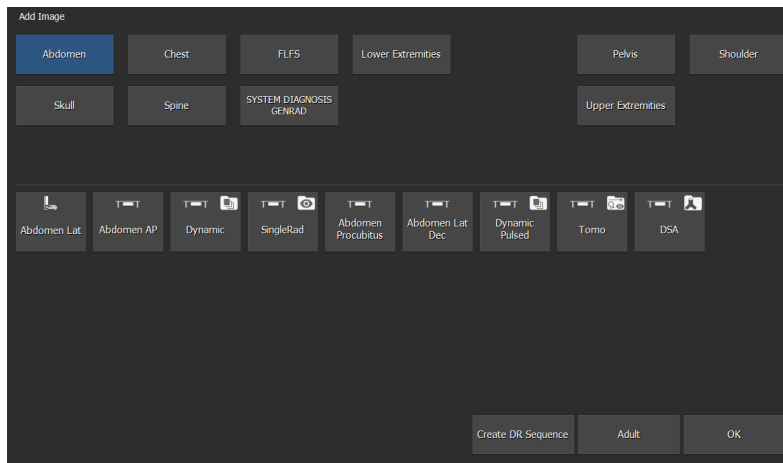 Add Image
Abdomen
Chest
FLFS
Lower Extremities
Pelvis
Shoulder
Skull
Spine
SYSTEM DIAGNOSIS
GENRAD
Upper Extremities
Abdomen Lat
Abdomen AP
Dynamic
SingleRad
Abdomen
Procubitus
Abdomen Lat
Dec
Dynamic
Pulsed
Tomo
DSA
Create DR Sequence
Adult
OK